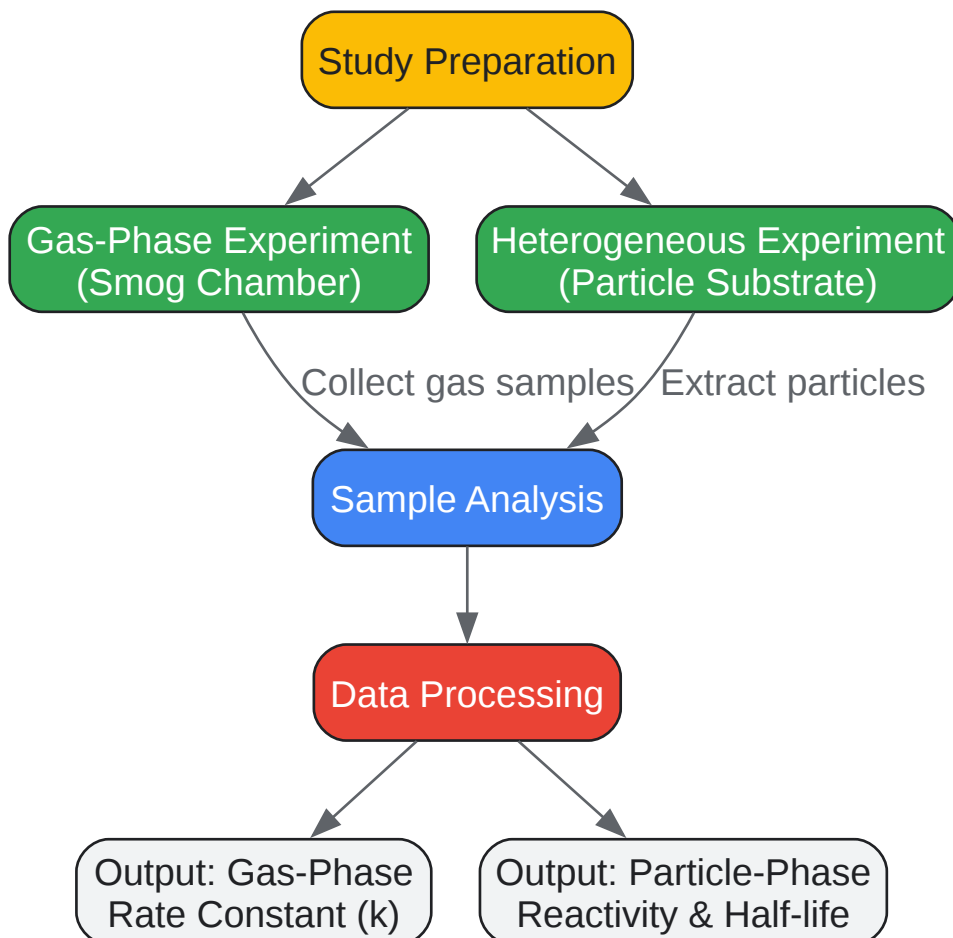 Study Preparation
Gas-Phase Experiment
(Smog Chamber)
Heterogeneous Experiment
(Particle Substrate)
Collect gas samples
Extract particles
Sample Analysis
Data Processing
Output: Gas-Phase
Rate Constant (k)
Output: Particle-Phase
Reactivity & Half-life